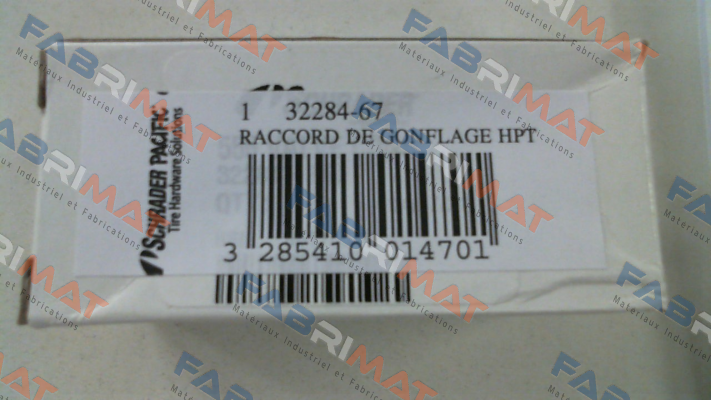 1 32284-67
RACCORD DE GONFLAGE HPT
SCHRADER PACIFIC
Tire Hardware Solutions
3 285410 014701
FABRIMAT
Materiaux Industriel et Fabrications